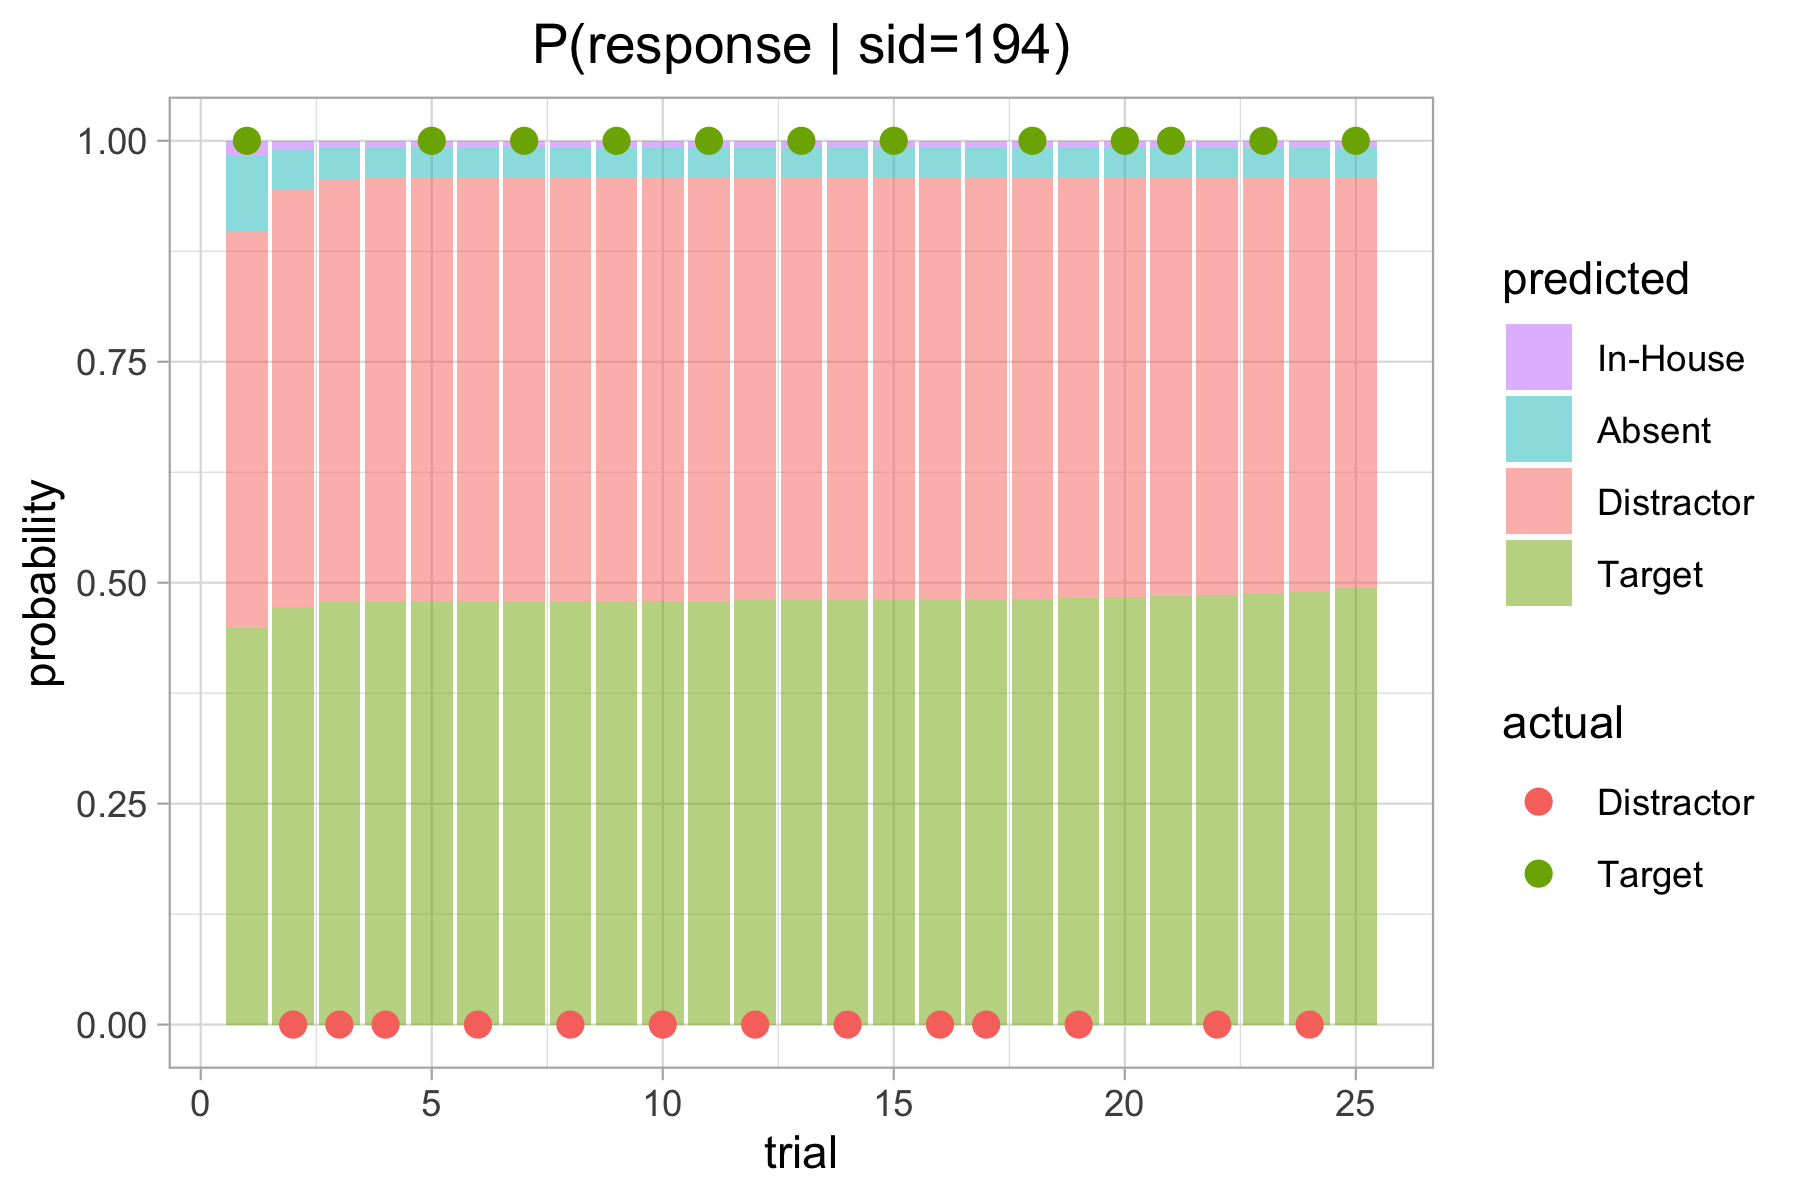 P(response | sid=194)
1.00
0.75
0.50
0.25
0.00
probability
0 5 10 15 20 25
trial
predicted
In-House
Absent
Distractor
Target
actual
Distractor
Target